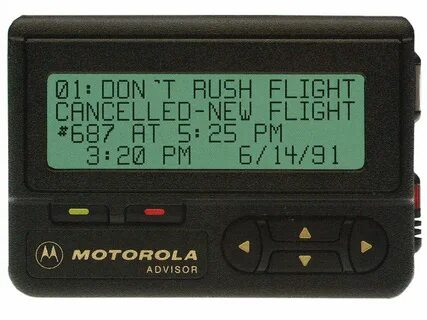 01: DON'T RUSH FLIGHT
CANCELLED-NEW FLIGHT
#687 AT 5:25 PM
3:20 PM 6/14/91
MOTOROLA
ADVISOR